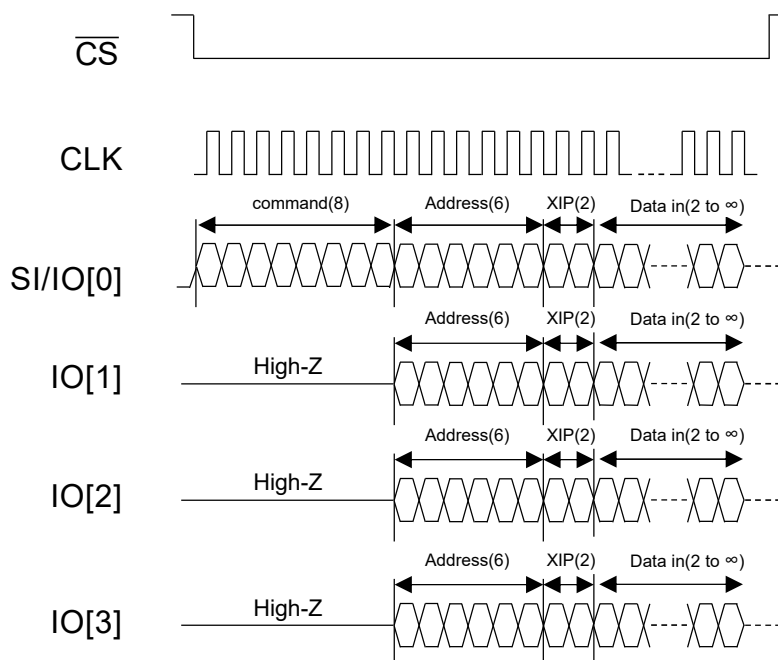 CS
CLK
command(8) Address(6) XIP(2) Data in(2 to ∞)
SI/IO[0]
Address(6) XIP(2) Data in(2 to ∞)
IO[1] High-Z
Address(6) XIP(2) Data in(2 to ∞)
IO[2] High-Z
Address(6) XIP(2) Data in(2 to ∞)
IO[3] High-Z